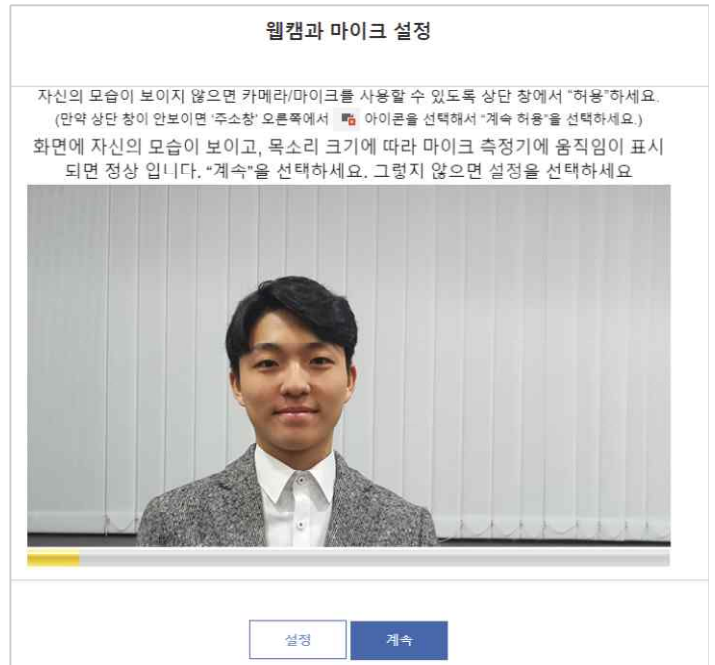 웹캠과 마이크 설정
자신의 모습이 보이지 않으면 카메라/마이크를 사용할 수 있도록 상단 창에서 “허용”하세요.
(만약 상단 창이 안보이면 ‘주소창’ 오른쪽에서 아이콘을 선택해서 “계속 허용”을 선택하세요.)
화면에 자신의 모습이 보이고, 목소리 크기에 따라 마이크 측정기에 움직임이 표시
되면 정상 입니다. “계속”을 선택하세요. 그렇지 않으면 설정을 선택하세요
설정
계속